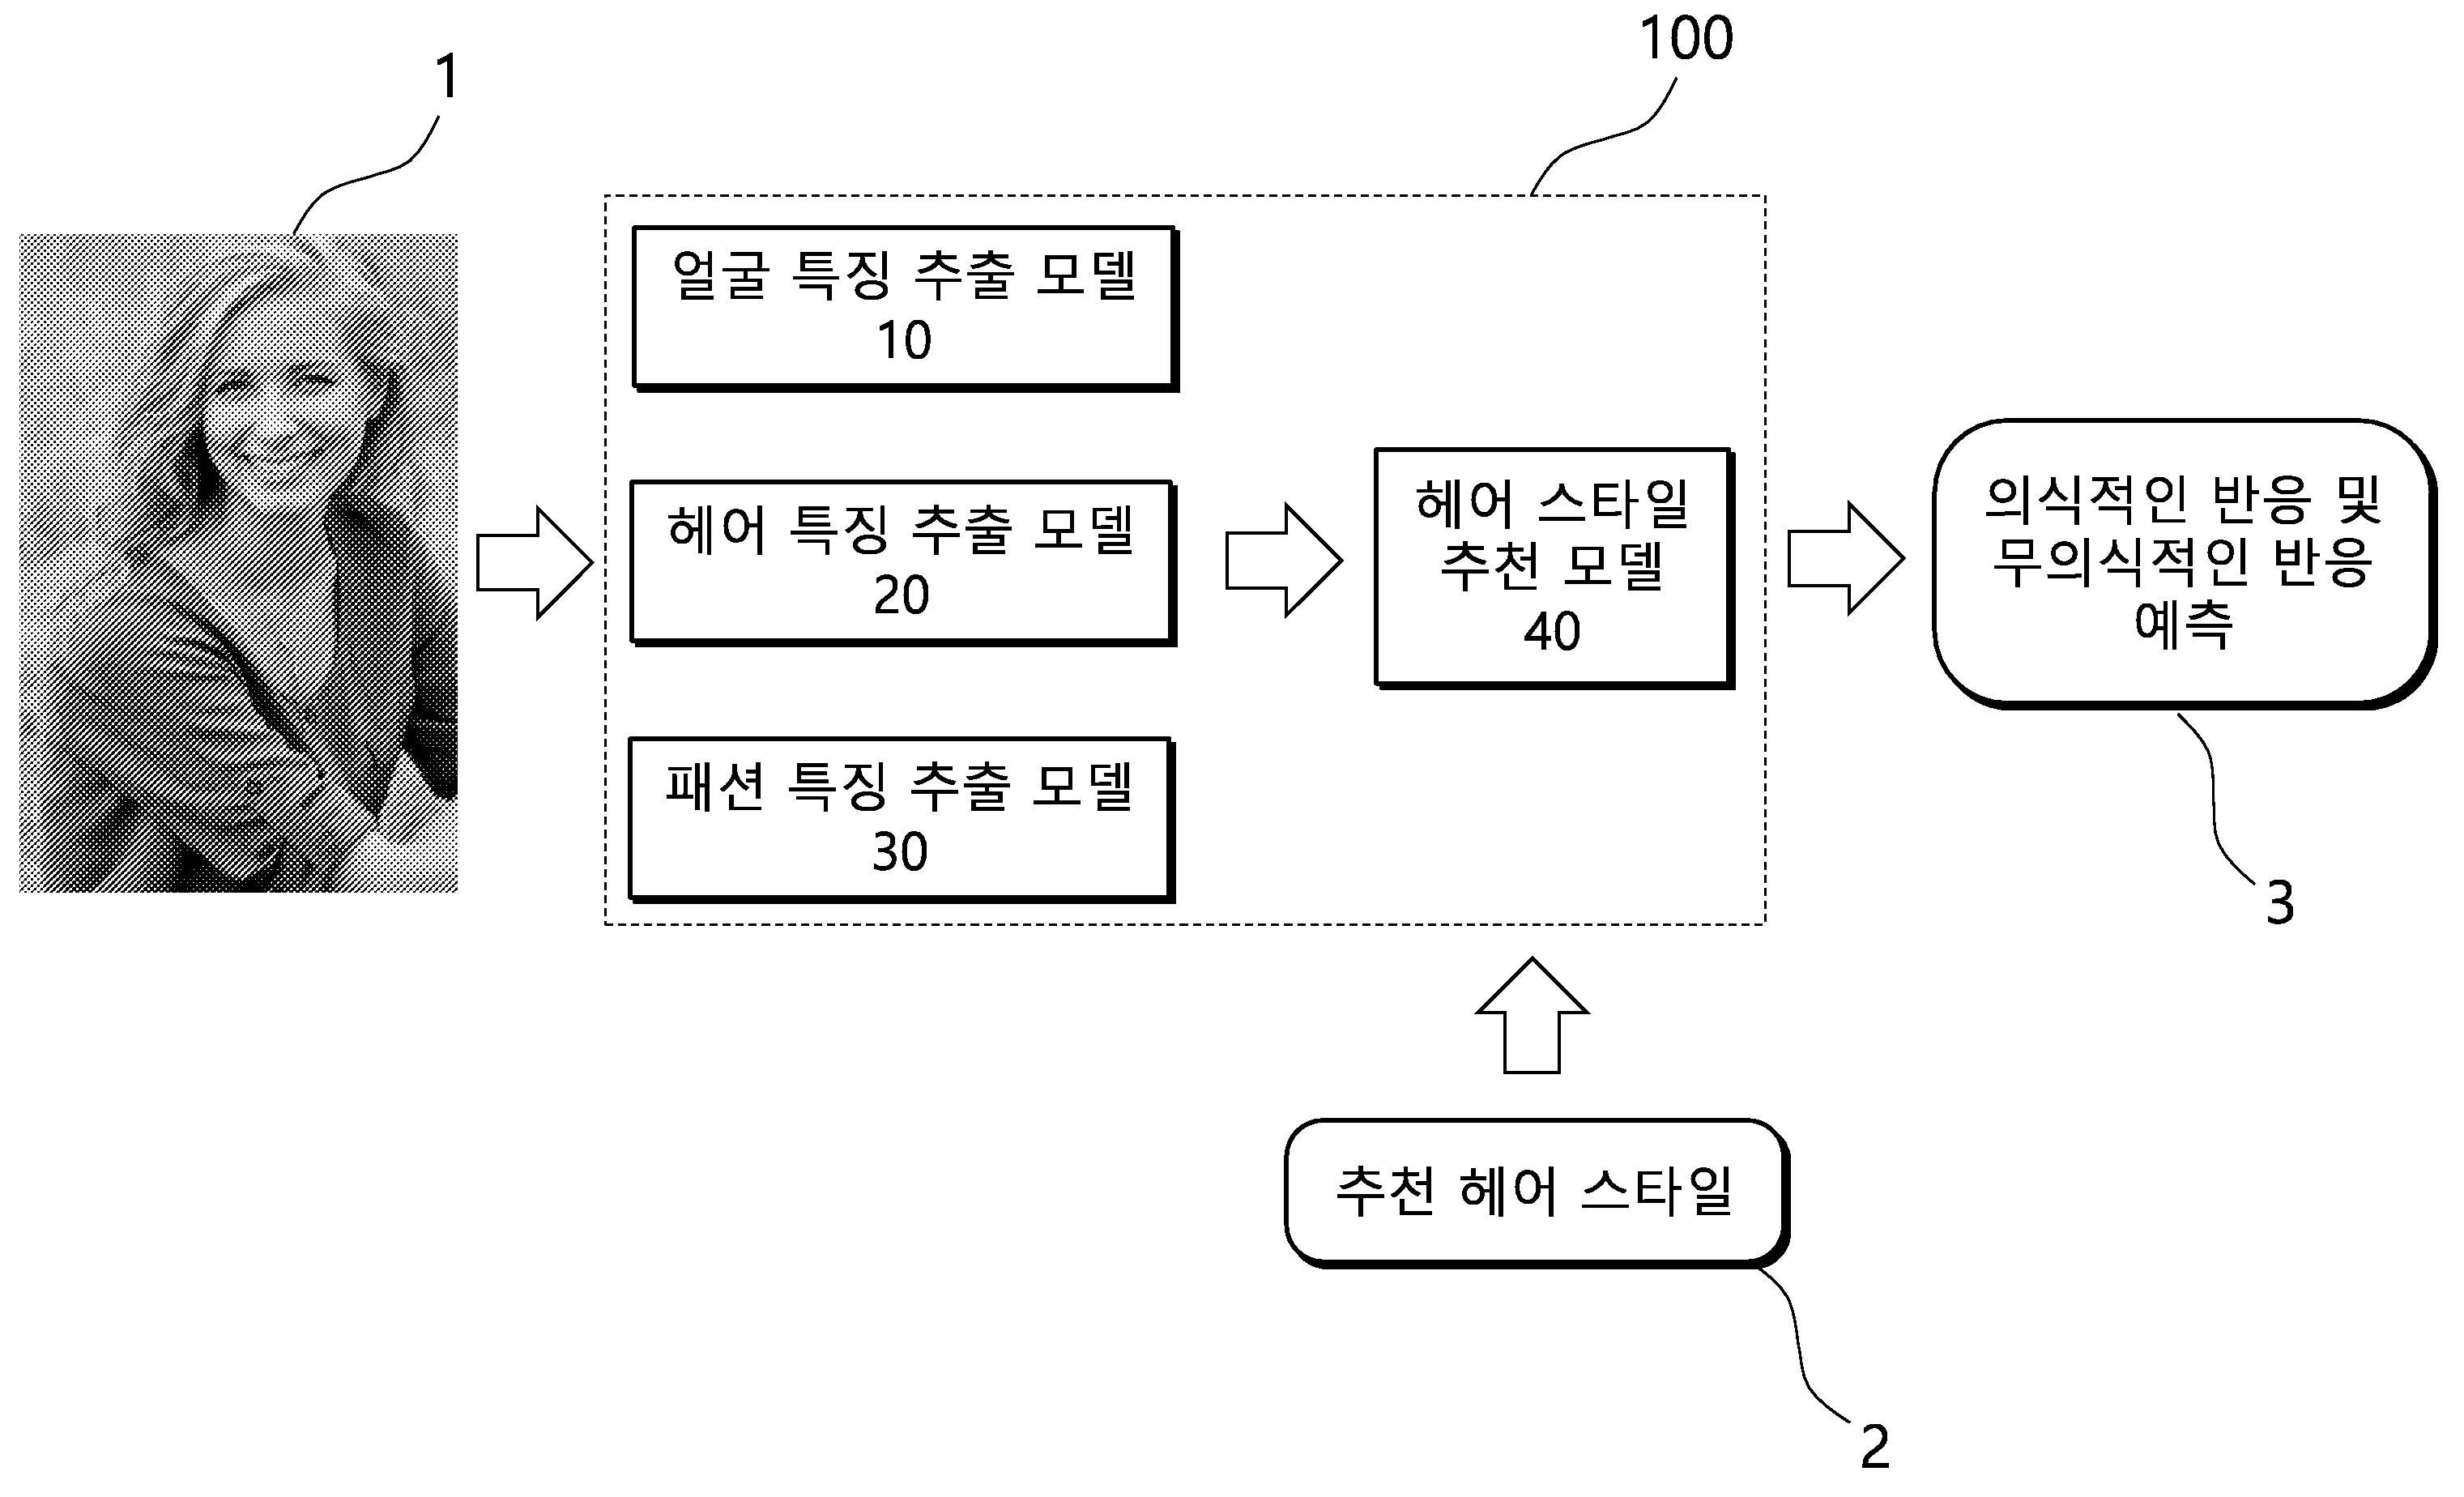 1
100
얼굴 특징 추출 모델
10
헤어 특징 추출 모델
20
패션 특징 추출 모델
30
헤어 스타일
추천 모델
40
의식적인 반응 및
무의식적인 반응
예측
3
추천 헤어 스타일
2